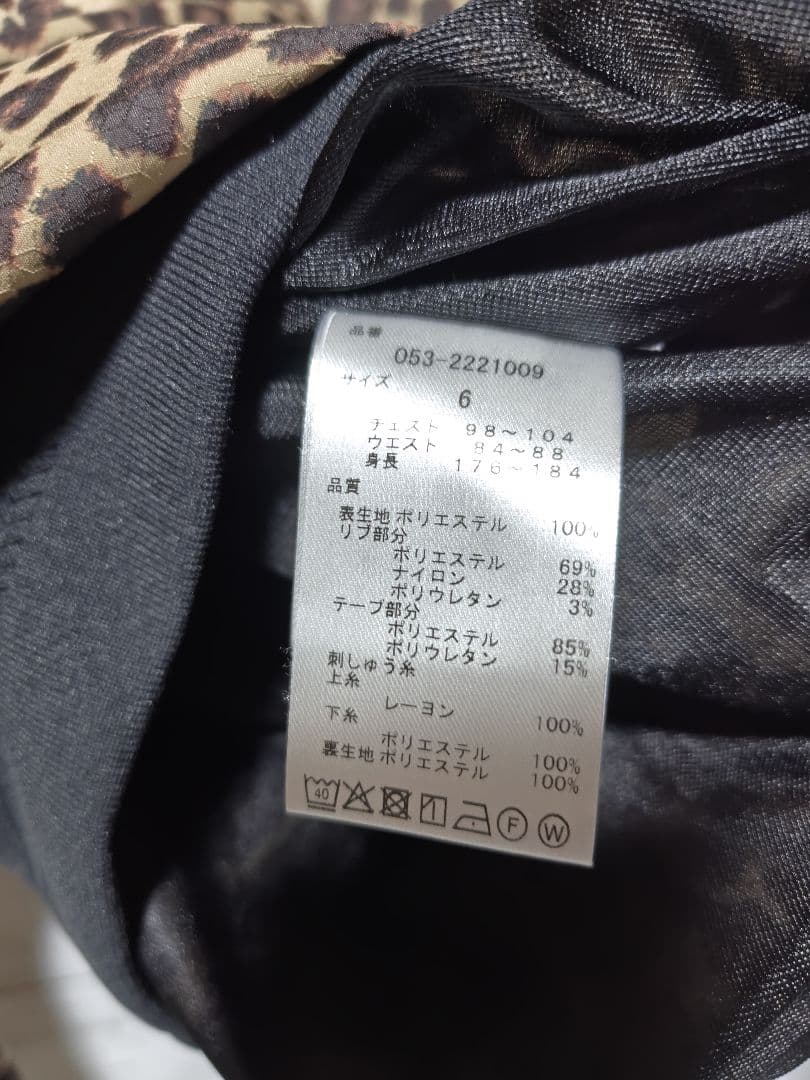 品番
053-2221009
サイズ
6
チェスト 98～104
ウエスト 84～88
身長 176～184
品質
表生地 ポリエステル 100%
リブ部分
ポリエステル 69%
ナイロン 28%
ポリウレタン 3%
テープ部分
ポリエステル 85%
ポリウレタン 15%
刺しゅう糸
上糸
レーヨン 100%
下糸
ポリエステル 100%
裏生地 ポリエステル 100%
40 F W